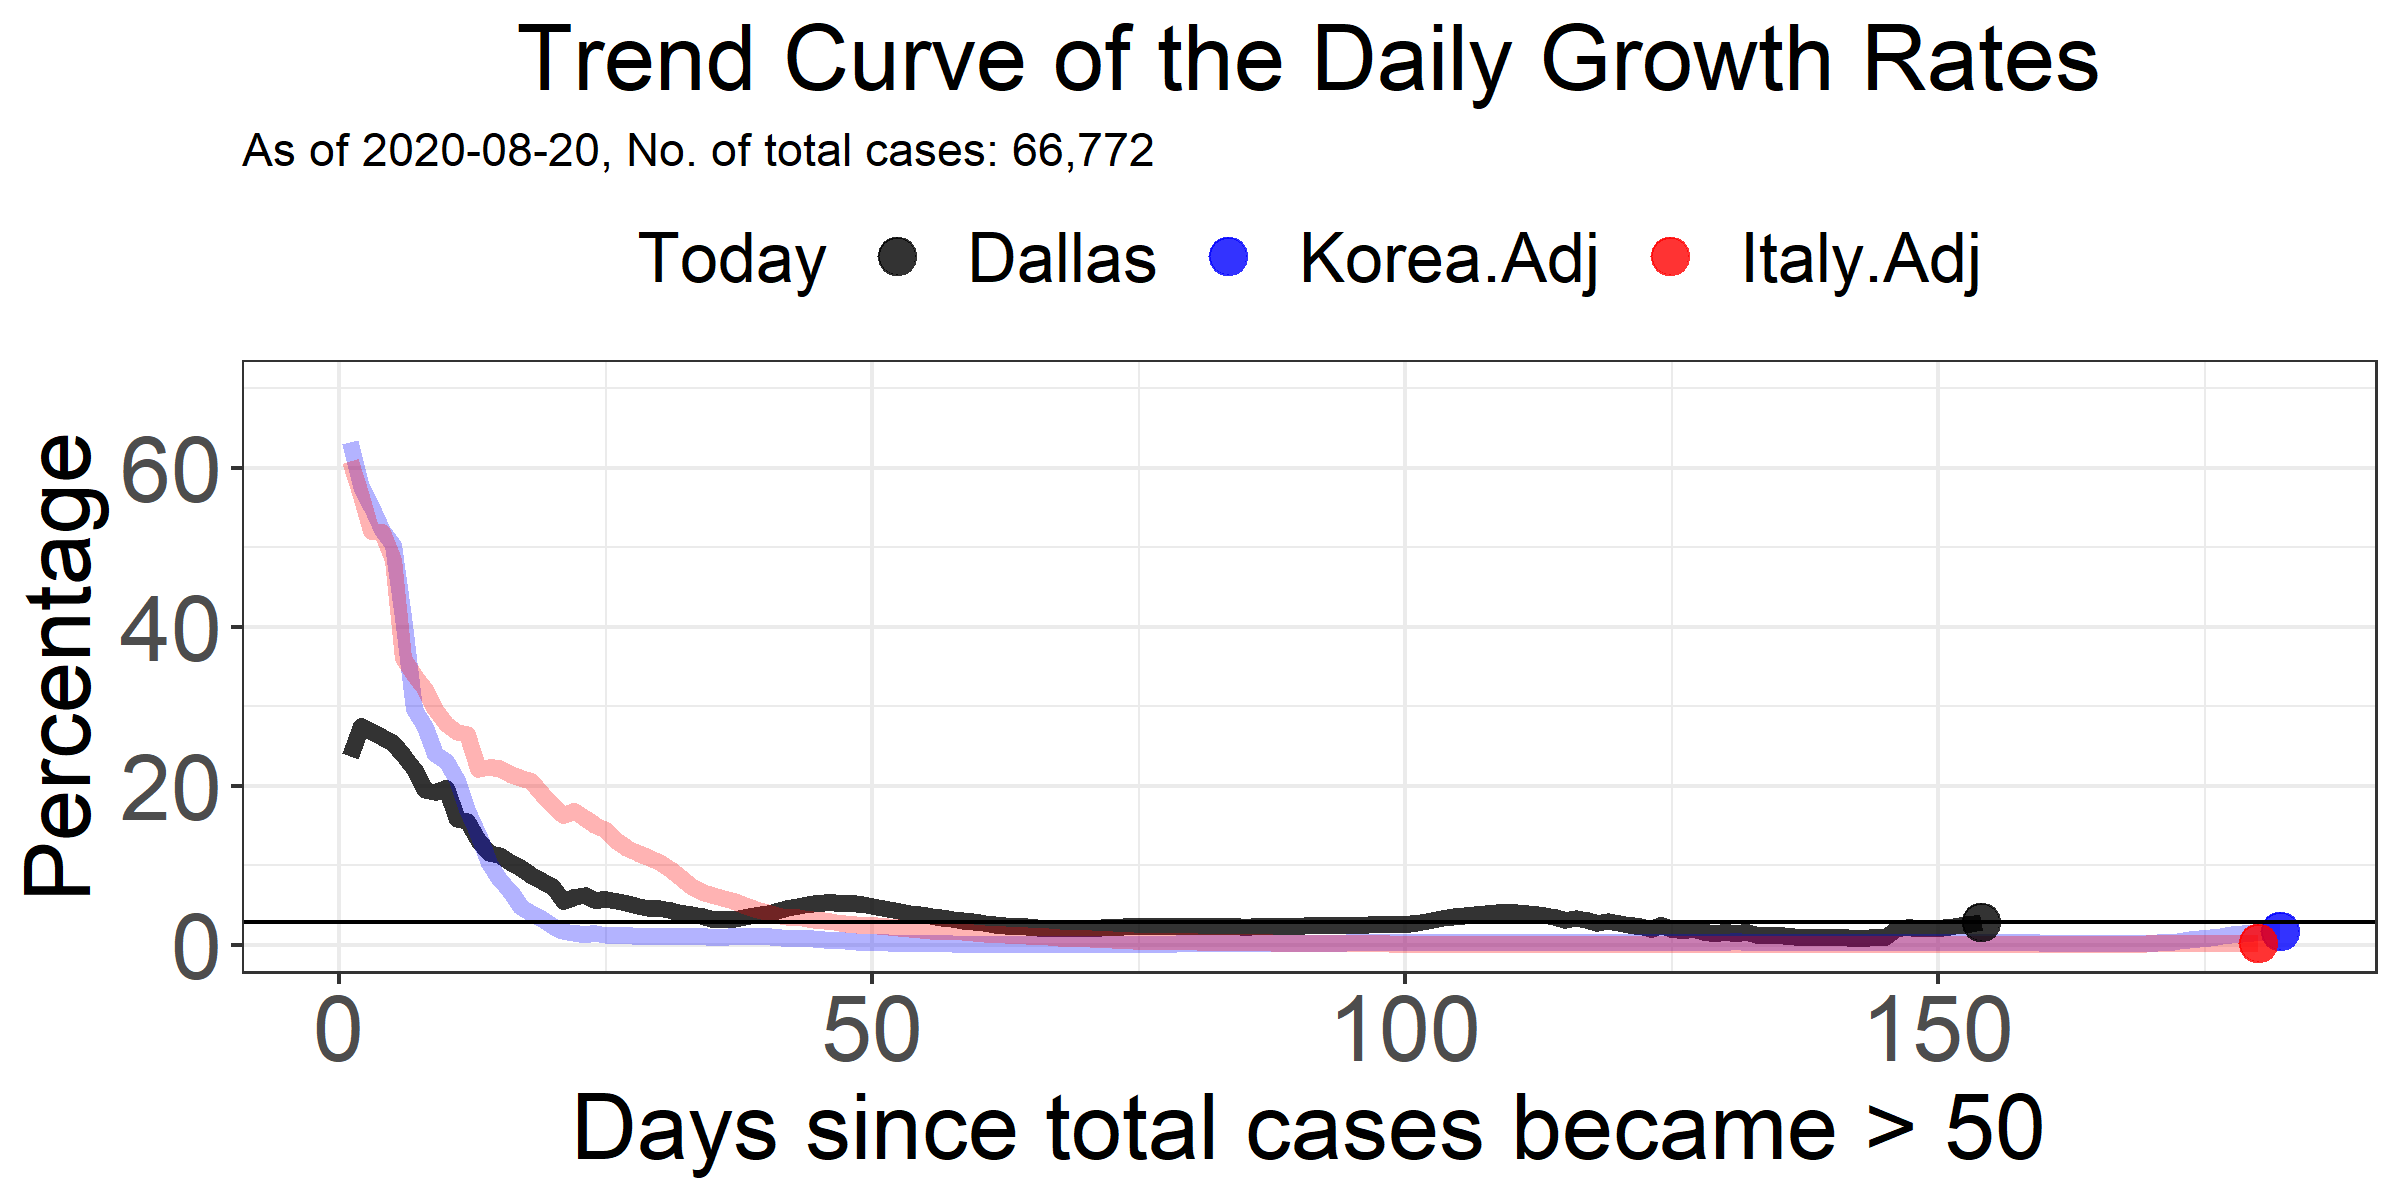 Trend Curve of the Daily Growth Rates
As of 2020-08-20, No. of total cases: 66,772
Today Dallas Korea.Adj Italy.Adj
Percentage
60
40
20
0
0 50 100 150
Days since total cases became > 50